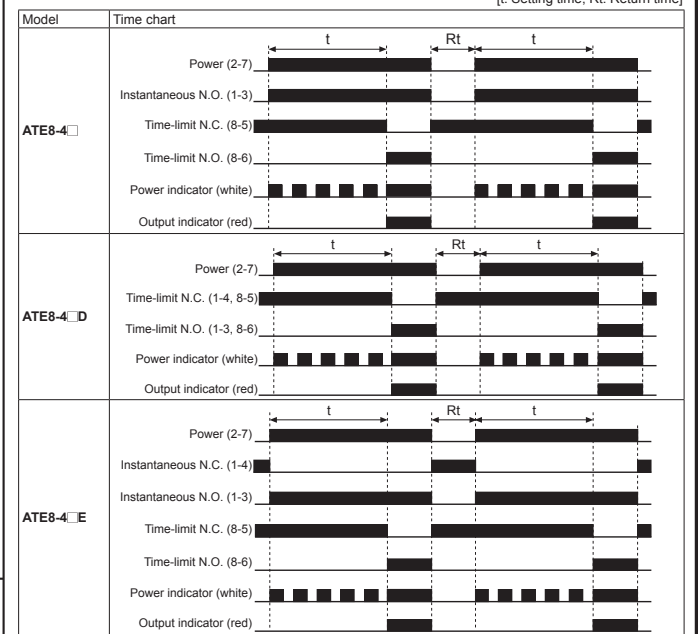 [t: Setting time, Rt: Return time]
Model Time chart
t Rt t
Power (2-7)
Instantaneous N.O. (1-3)
ATE8-4□
Time-limit N.C. (8-5)
Time-limit N.O. (8-6)
Power indicator (white)
Output indicator (red)
t Rt t
Power (2-7)
Time-limit N.C. (1-4, 8-5)
ATE8-4□D
Time-limit N.O. (1-3, 8-6)
Power indicator (white)
Output indicator (red)
t Rt t
Power (2-7)
Instantaneous N.C. (1-4)
Instantaneous N.O. (1-3)
ATE8-4□E
Time-limit N.C. (8-5)
Time-limit N.O. (8-6)
Power indicator (white)
Output indicator (red)